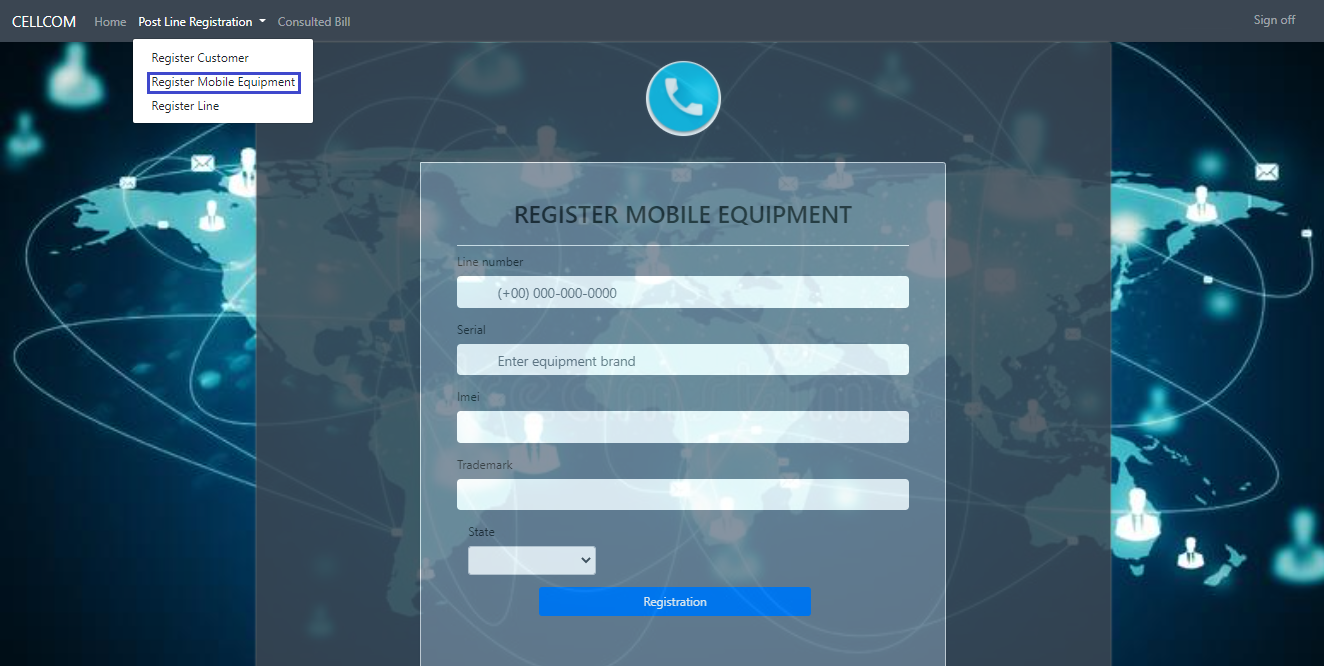 CELLCOM Home Post Line Registration Consulted Bill Sign off
Register Customer
Register Mobile Equipment
Register Line
REGISTER MOBILE EQUIPMENT
Line number
(+00) 000-000-0000
Serial
Enter equipment brand
Imei
Trademark
State
Registration